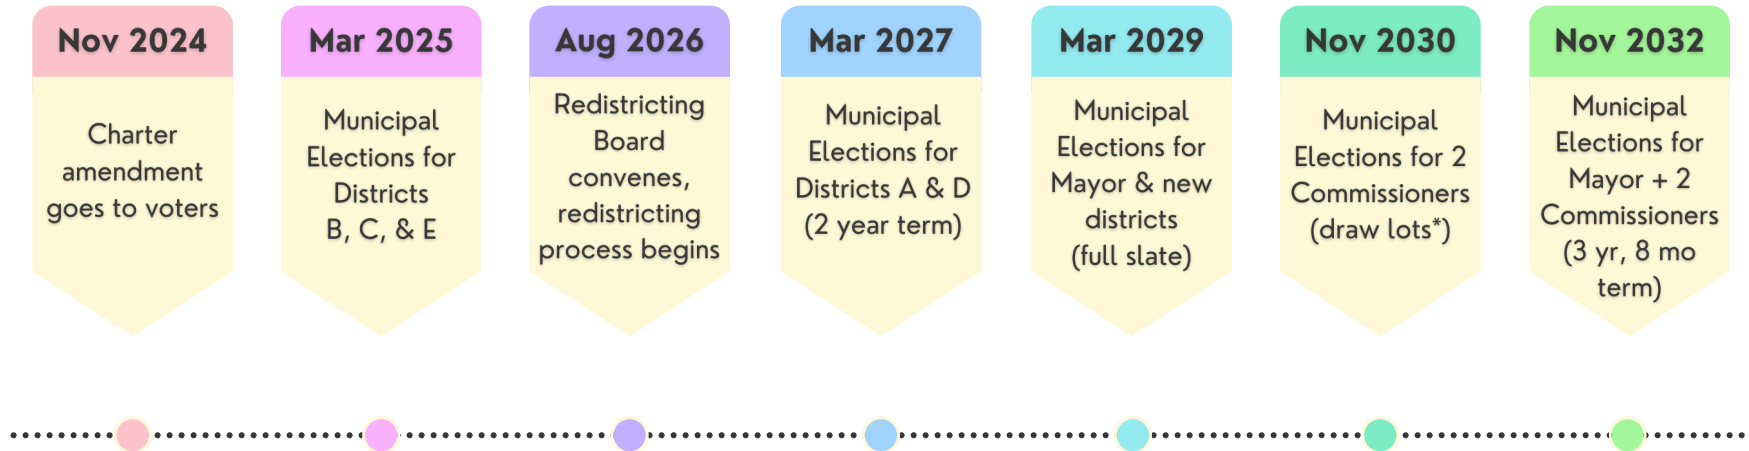 Nov 2024
Charter
amendment
goes to voters
Mar 2025
Municipal
Elections for
Districts
B, C, & E
Aug 2026
Redistricting
Board
convenes,
redistricting
process begins
Mar 2027
Municipal
Elections for
Districts A & D
(2 year term)
Mar 2029
Municipal
Elections for
Mayor & new
districts
(full slate)
Nov 2030
Municipal
Elections for 2
Commissioners
(draw lots*)
Nov 2032
Municipal
Elections for
Mayor + 2
Commissioners
(3 yr, 8 mo
term)